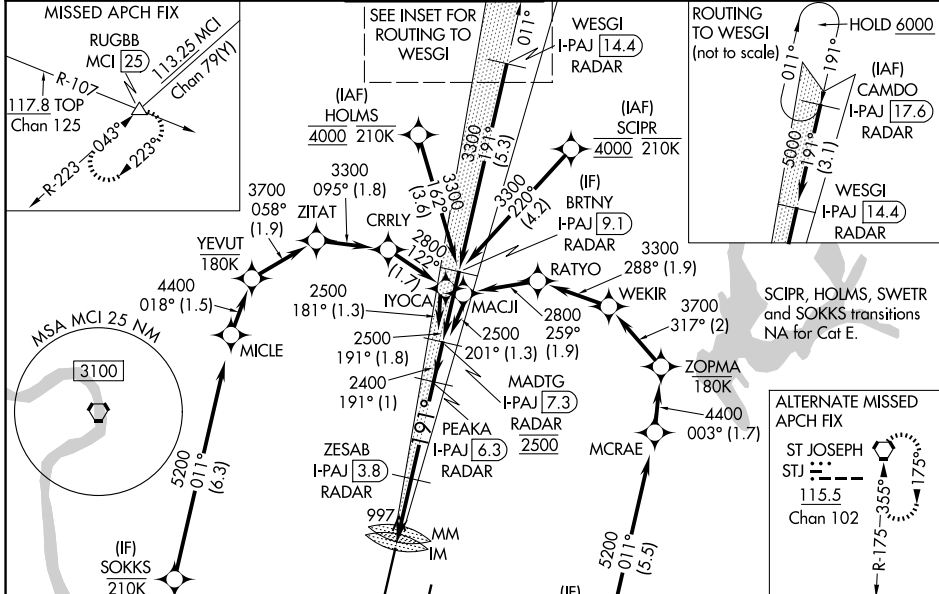 MISSED APCH FIX
RUGBB
MCI 25
113.25 MCI
Chan 79(Y)
R-107
117.8 TOP
Chan 125
R-223
043°
223°
SEE INSET FOR
ROUTING TO
WESGI
011°
WESGI
I-PAJ 14.4
RADAR
ROUTING
TO WESGI
(not to scale)
HOLD 6000
011°
191°
(IAF)
CAMDO
I-PAJ 17.6
RADAR
5000
191°
(3.1)
WESGI
I-PAJ 14.4
RADAR
(IAF)
HOLMS
4000 210K
3300
191°
(5.3)
(IAF)
SCIPR
4000 210K
3300
162°
(3.6)
3300
220°
(4.2)
(IF)
BRTNY
I-PAJ 9.1
RADAR
3300
095° (1.8)
3700
058°
(1.9)
ZITAT
CRRLY
YEVUT
180K
2800
122°
(1.7)
4400
018° (1.5)
MICLE
IYOCA
MACJI
RATYO
3300
288° (1.9)
WEKIR
2500
181° (1.3)
2800
259°
(1.9)
3700
317° (2)
SCIPR, HOLMS, SWETR
and SOKKS transitions
NA for Cat E.
2500
191° (1.8)
2500
201° (1.3)
2400
191° (1)
MADTG
I-PAJ 7.3
RADAR
2500
ZOPMA
180K
4400
003° (1.7)
MCRAE
MSA MCI 25 NM
3100
191°
PEAKA
I-PAJ 6.3
RADAR
ZESAB
I-PAJ 3.8
RADAR
997
MM
IM
5200
011°
(6.3)
(IF)
SOKKS
210K
5200
011°
(5.5)
(IF)
ALTERNATE MISSED
APCH FIX
ST JOSEPH
STJ
115.5
Chan 102
175°
R-175
355°